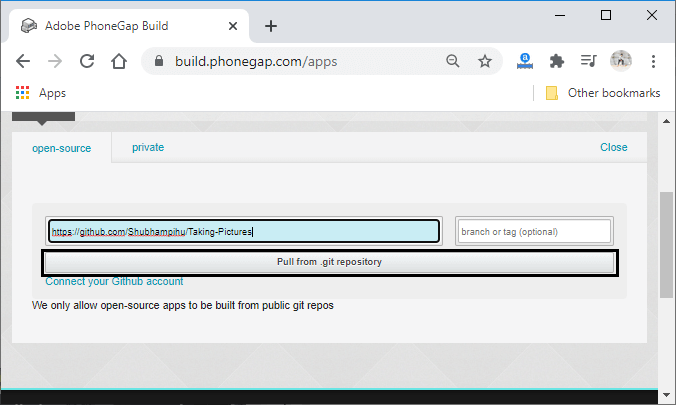 Adobe PhoneGap Build
build.phonegap.com/apps
Apps
Other bookmarks
open-source
private
Close
https://github.com/Shubhampihu/Taking-Pictures
branch or tag (optional)
Pull from .git repository
Connect your Github account
We only allow open-source apps to be built from public git repos